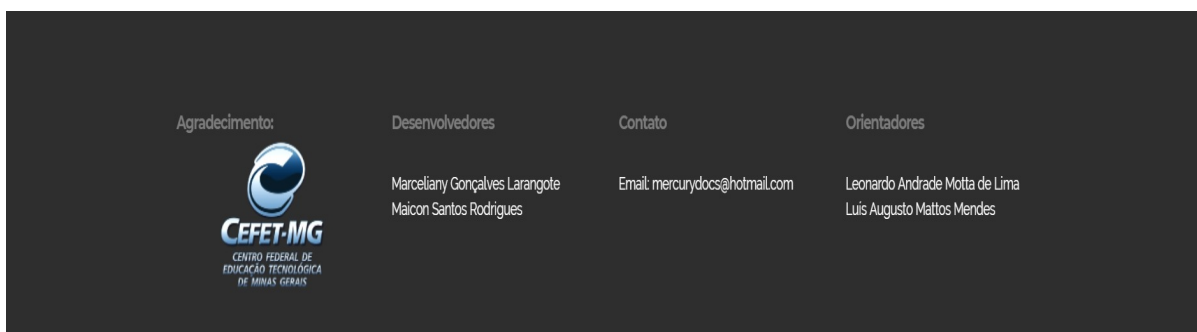 Agradecimento:
CEFET-MG
CENTRO FEDERAL DE
EDUCAÇÃO TECNOLÓGICA
DE MINAS GERAIS
Desenvolvedores
Marceliany Gonçalves Larangote
Maicon Santos Rodrigues
Contato
Email: mercurydocs@hotmail.com
Orientadores
Leonardo Andrade Motta de Lima
Luis Augusto Mattos Mendes